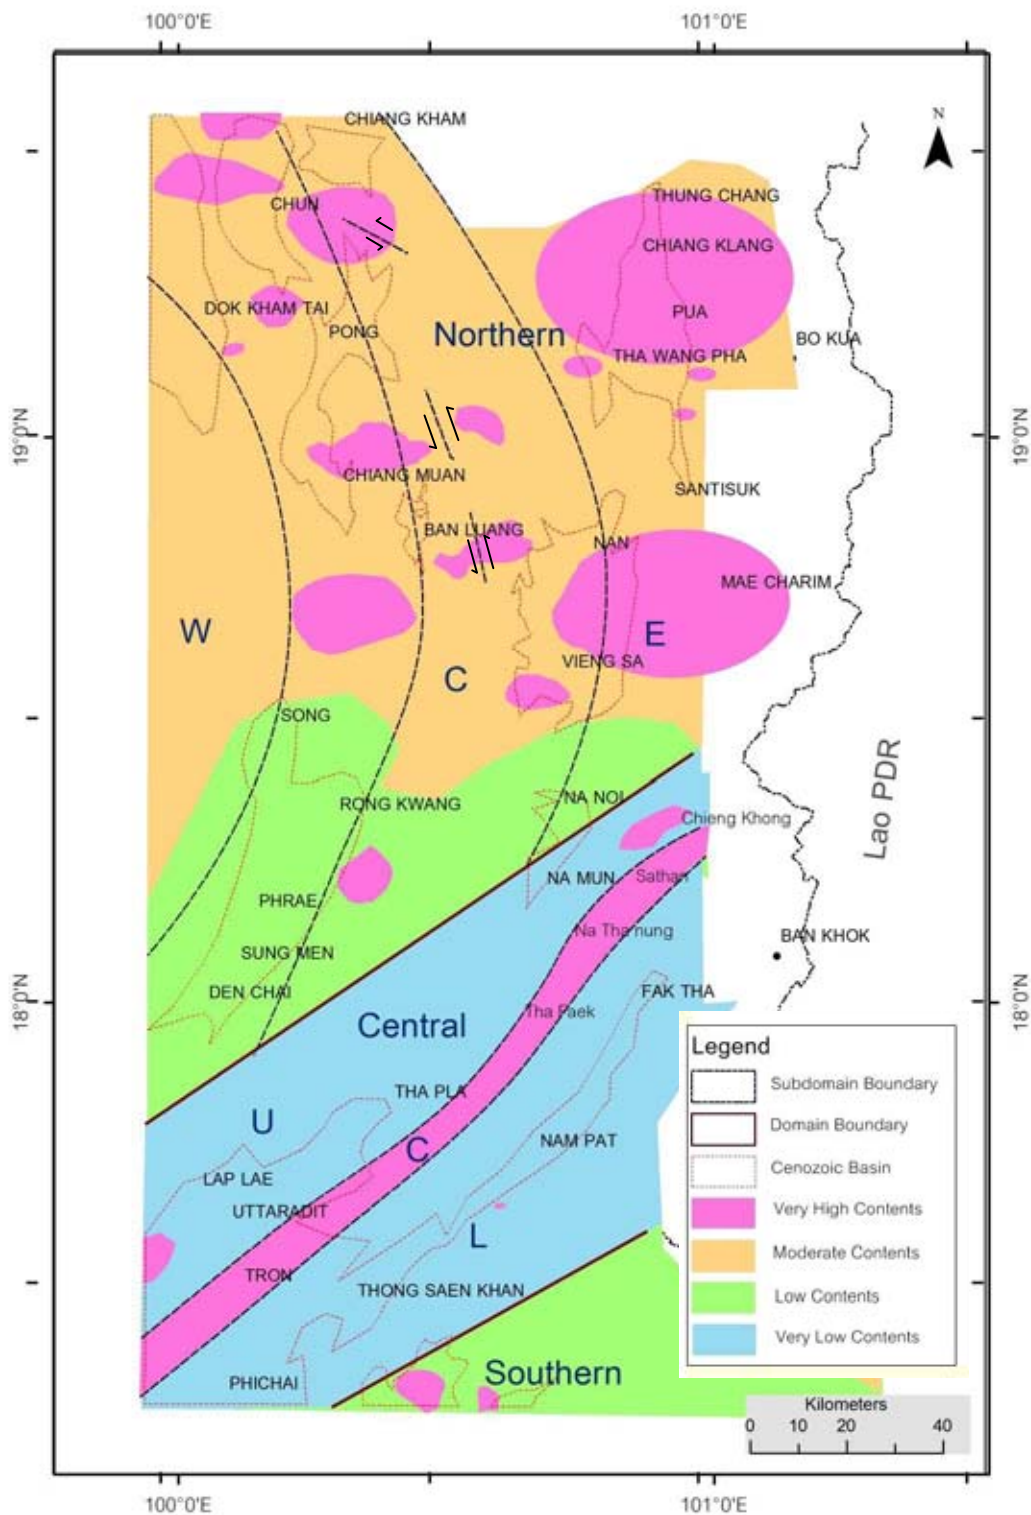 100°0'E 101°0'E
CHIANG KHAM
N
THUNG CHANG
CHUN
CHIANG KLANG
DOK KHAM TAI
PUA
PONG
Northern
BO KUA
THA WANG PHA
19°0'N 19°0'N
CHIANG MUAN
SANTISUK
BAN LUANG
NAN
MAE CHARIM
W
E
VIENG SA
C
SONG
Lao PDR
RONG KWANG
NA NOI
Chieng Khong
NA MUN
Sathan
PHRAE
Na Tha nung
BAN KHOK
SUNG MEN
DEN CHAI
FAK THA
18°0'N 18°0'N
Tha Faek
Central
Legend
Subdomain Boundary
Domain Boundary
Cenozoic Basin
Very High Contents
Moderate Contents
Low Contents
Very Low Contents
THA PLA
U
NAM PAT
C
LAP LAE
UTTARADIT
L
TRON
THONG SAEN KHAN
PHICHAI
Southern
Kilometers
0 10 20 40
100°0'E 101°0'E